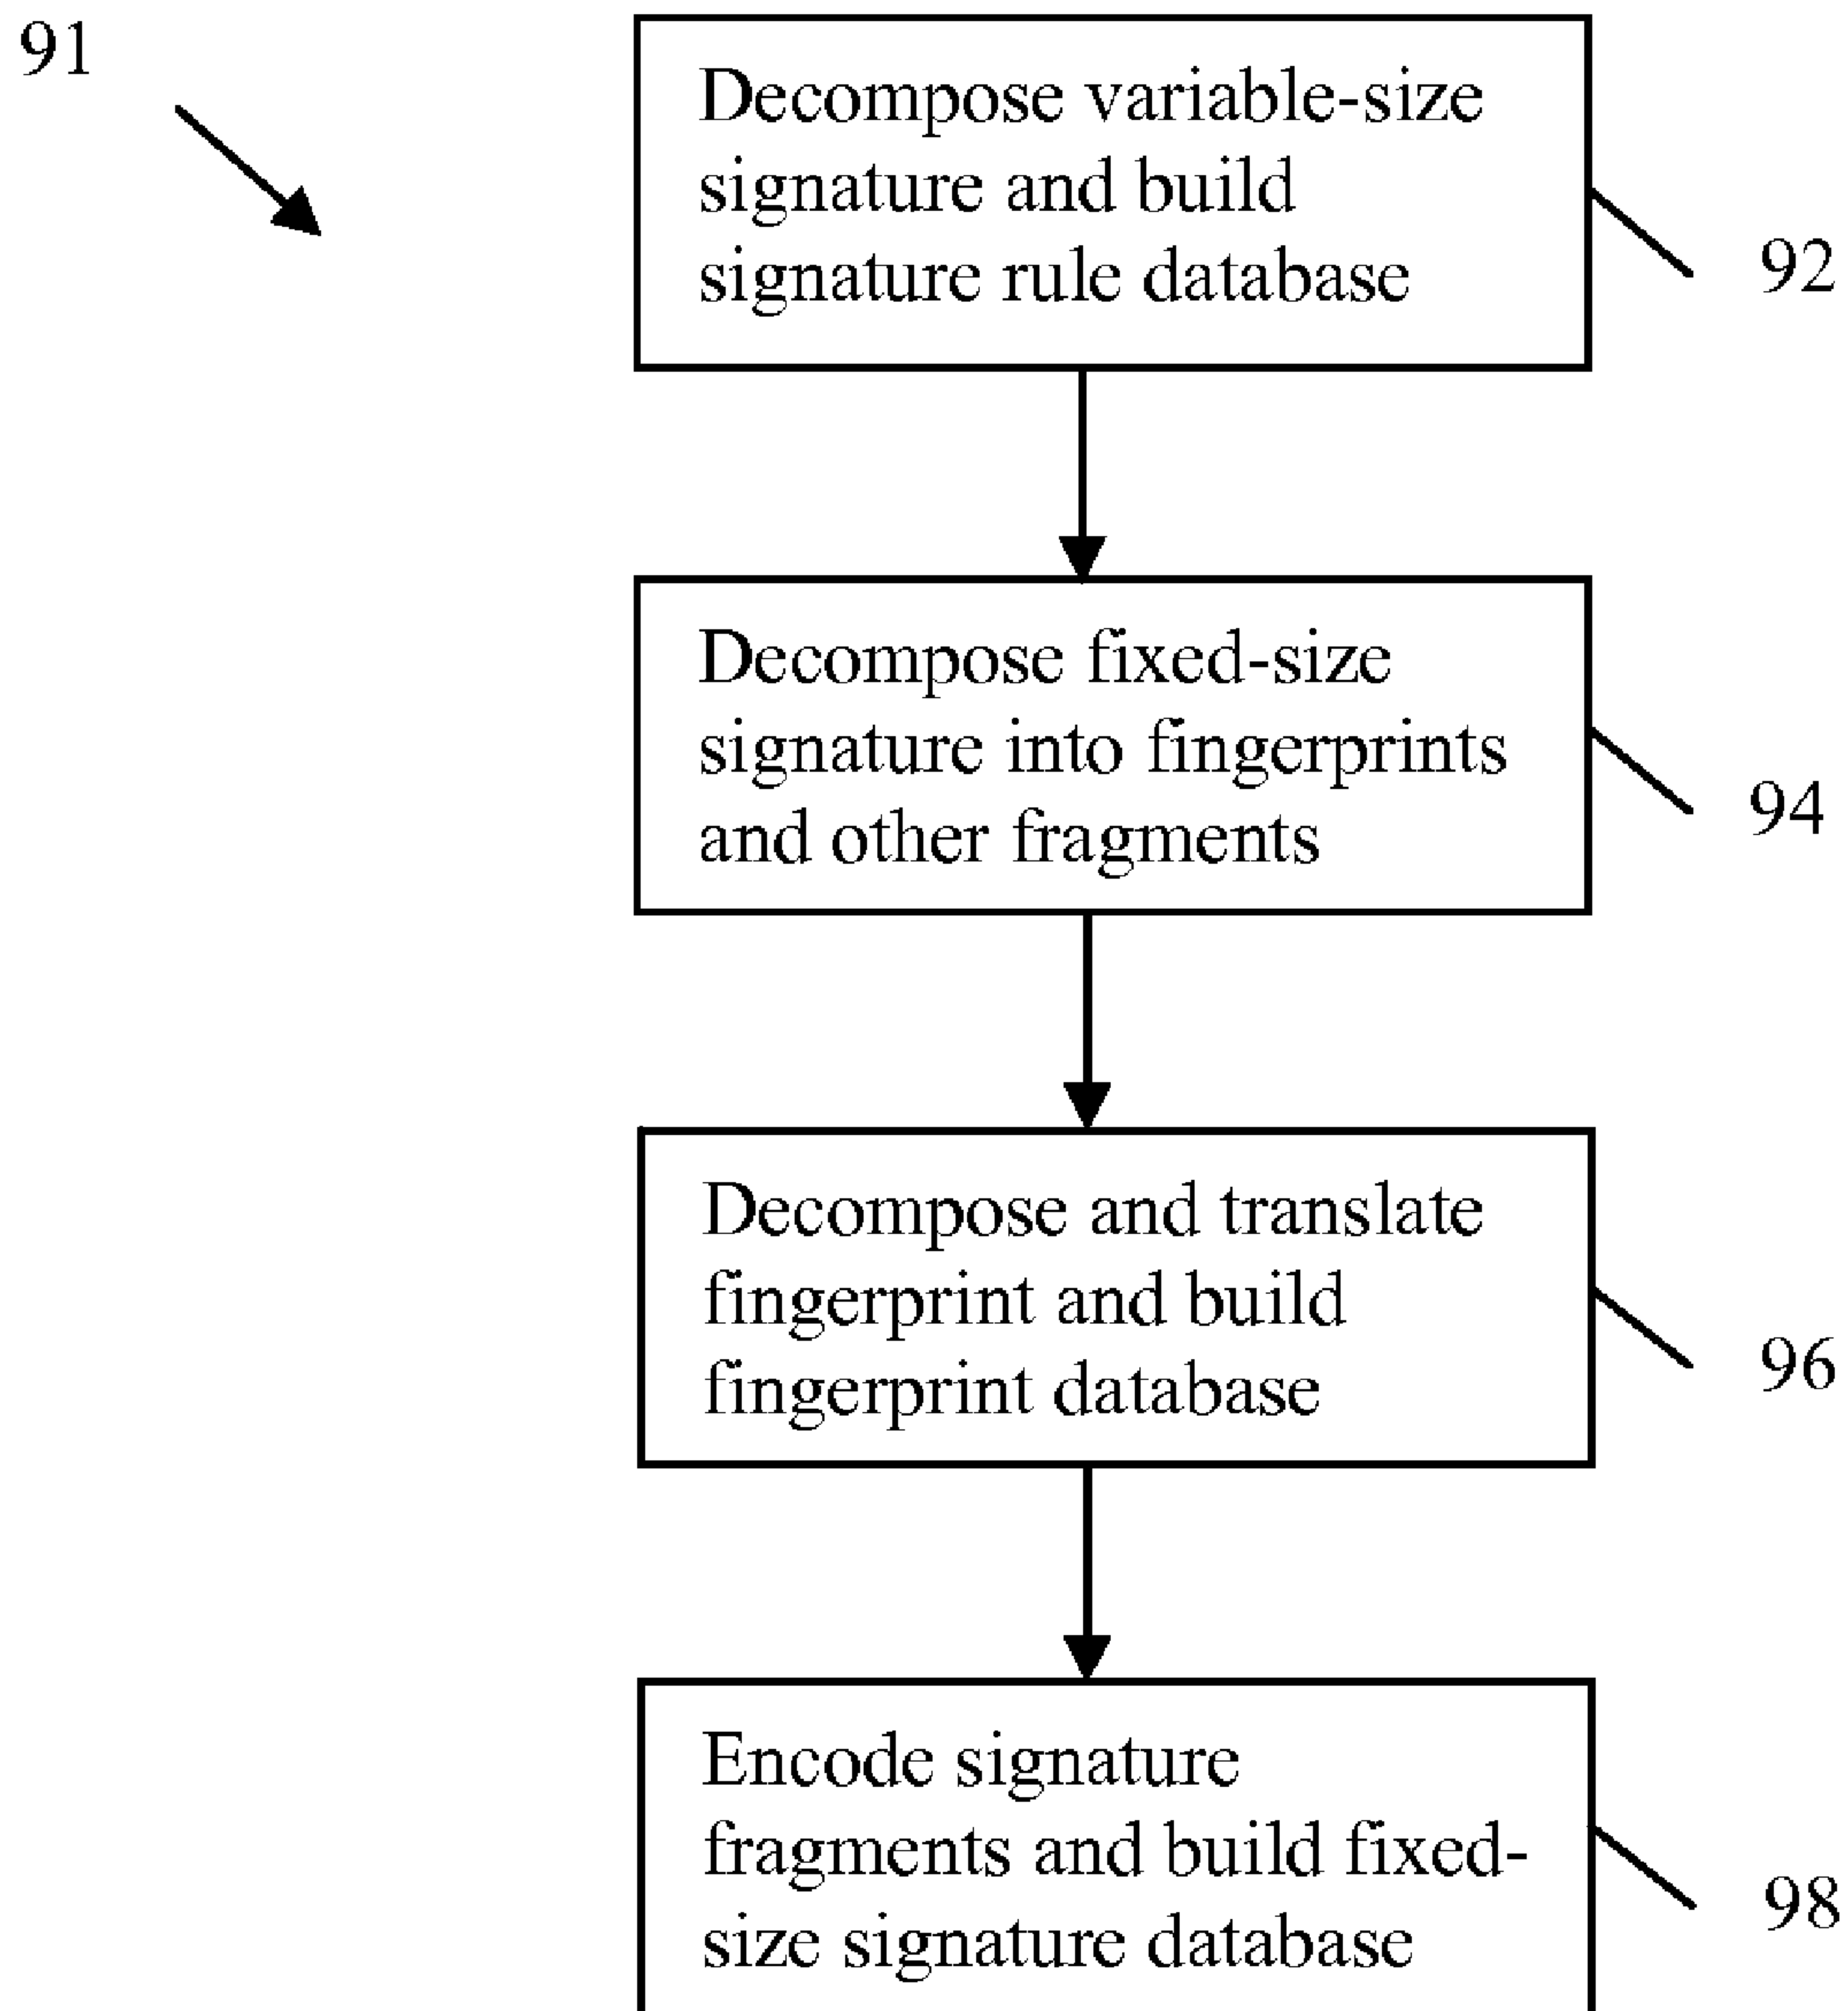 91
Decompose variable-size
signature and build
signature rule database
92
Decompose fixed-size
signature into fingerprints
and other fragments
94
Decompose and translate
fingerprint and build
fingerprint database
96
Encode signature
fragments and build fixed-
size signature database
98